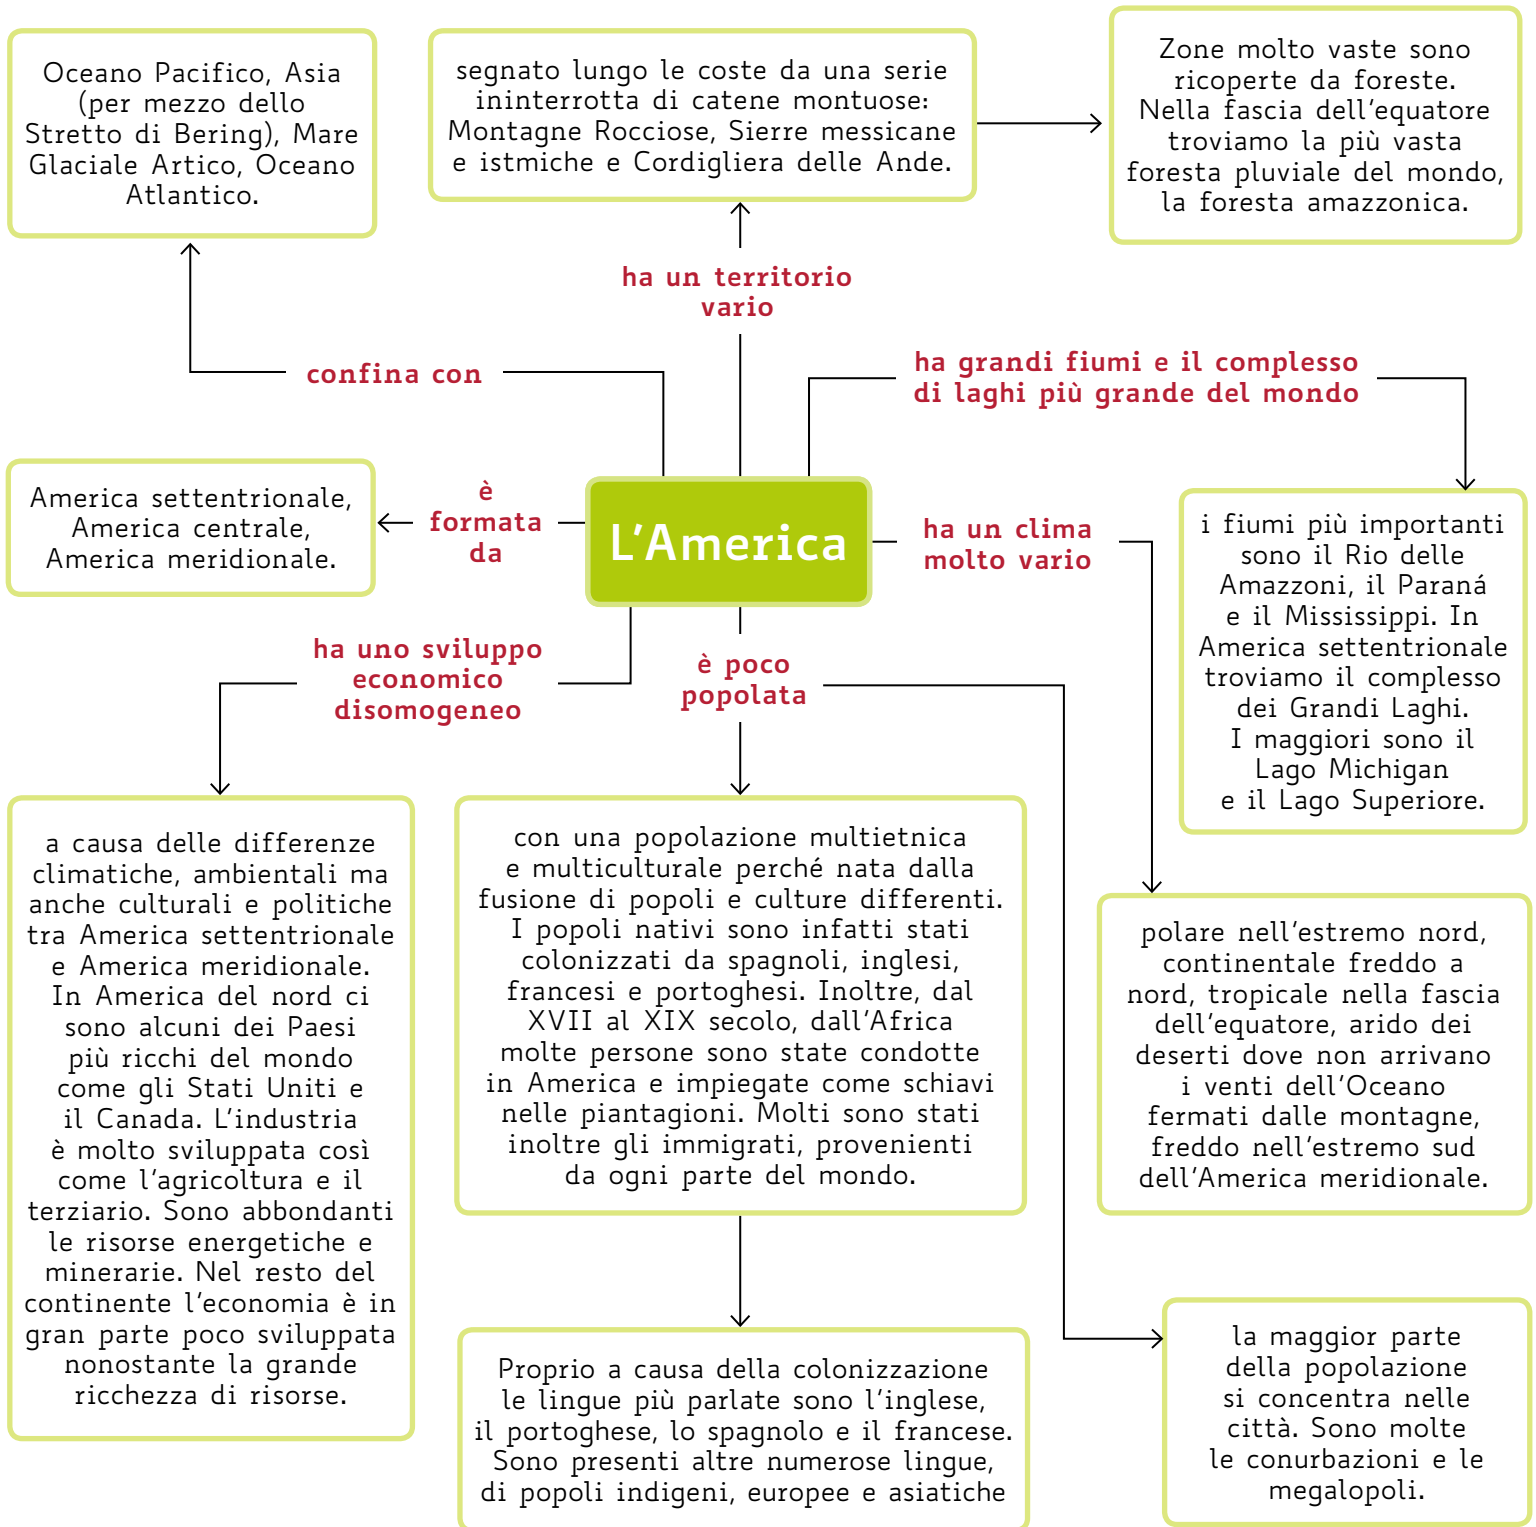 Oceano Pacifico, Asia
(per mezzo dello
Stretto di Bering), Mare
Glaciale Artico, Oceano
Atlantico.
segnato lungo le coste da una serie
ininterrotta di catene montuose:
Montagne Rocciose, Sierre messicane
e istmiche e Cordigliera delle Ande.
Zone molto vaste sono
ricoperte da foreste.
Nella fascia dell'equatore
troviamo la più vasta
foresta pluviale del mondo,
la foresta amazzonica.
ha un territorio
vario
confina con
ha grandi fiumi e il complesso
di laghi più grande del mondo
America settentrionale,
America centrale,
America meridionale.
è
formata
da
L'America
ha un clima
molto vario
i fiumi più importanti
sono il Rio delle
Amazzoni, il Paraná
e il Mississippi. In
America settentrionale
troviamo il complesso
dei Grandi Laghi.
I maggiori sono il
Lago Michigan
e il Lago Superiore.
ha uno sviluppo
economico
disomogeneo
è poco
popolata
a causa delle differenze
climatiche, ambientali ma
anche culturali e politiche
tra America settentrionale
e America meridionale.
In America del nord ci
sono alcuni dei Paesi
più ricchi del mondo
come gli Stati Uniti e
il Canada. L'industria
è molto sviluppata così
come l'agricoltura e il
terziario. Sono abbondanti
le risorse energetiche e
minerarie. Nel resto del
continente l'economia è in
gran parte poco sviluppata
nonostante la grande
ricchezza di risorse.
con una popolazione multietnica
e multiculturale perché nata dalla
fusione di popoli e culture differenti.
I popoli nativi sono infatti stati
colonizzati da spagnoli, inglesi,
francesi e portoghesi. Inoltre, dal
XVII al XIX secolo, dall'Africa
molte persone sono state condotte
in America e impiegate come schiavi
nelle piantagioni. Molti sono stati
inoltre gli immigrati, provenienti
da ogni parte del mondo.
polare nell'estremo nord,
continentale freddo a
nord, tropicale nella fascia
dell'equatore, arido dei
deserti dove non arrivano
i venti dell'Oceano
fermati dalle montagne,
freddo nell'estremo sud
dell'America meridionale.
Proprio a causa della colonizzazione
le lingue più parlate sono l'inglese,
il portoghese, lo spagnolo e il francese.
Sono presenti altre numerose lingue,
di popoli indigeni, europee e asiatiche
la maggior parte
della popolazione
si concentra nelle
città. Sono molte
le conurbazioni e le
megalopoli.